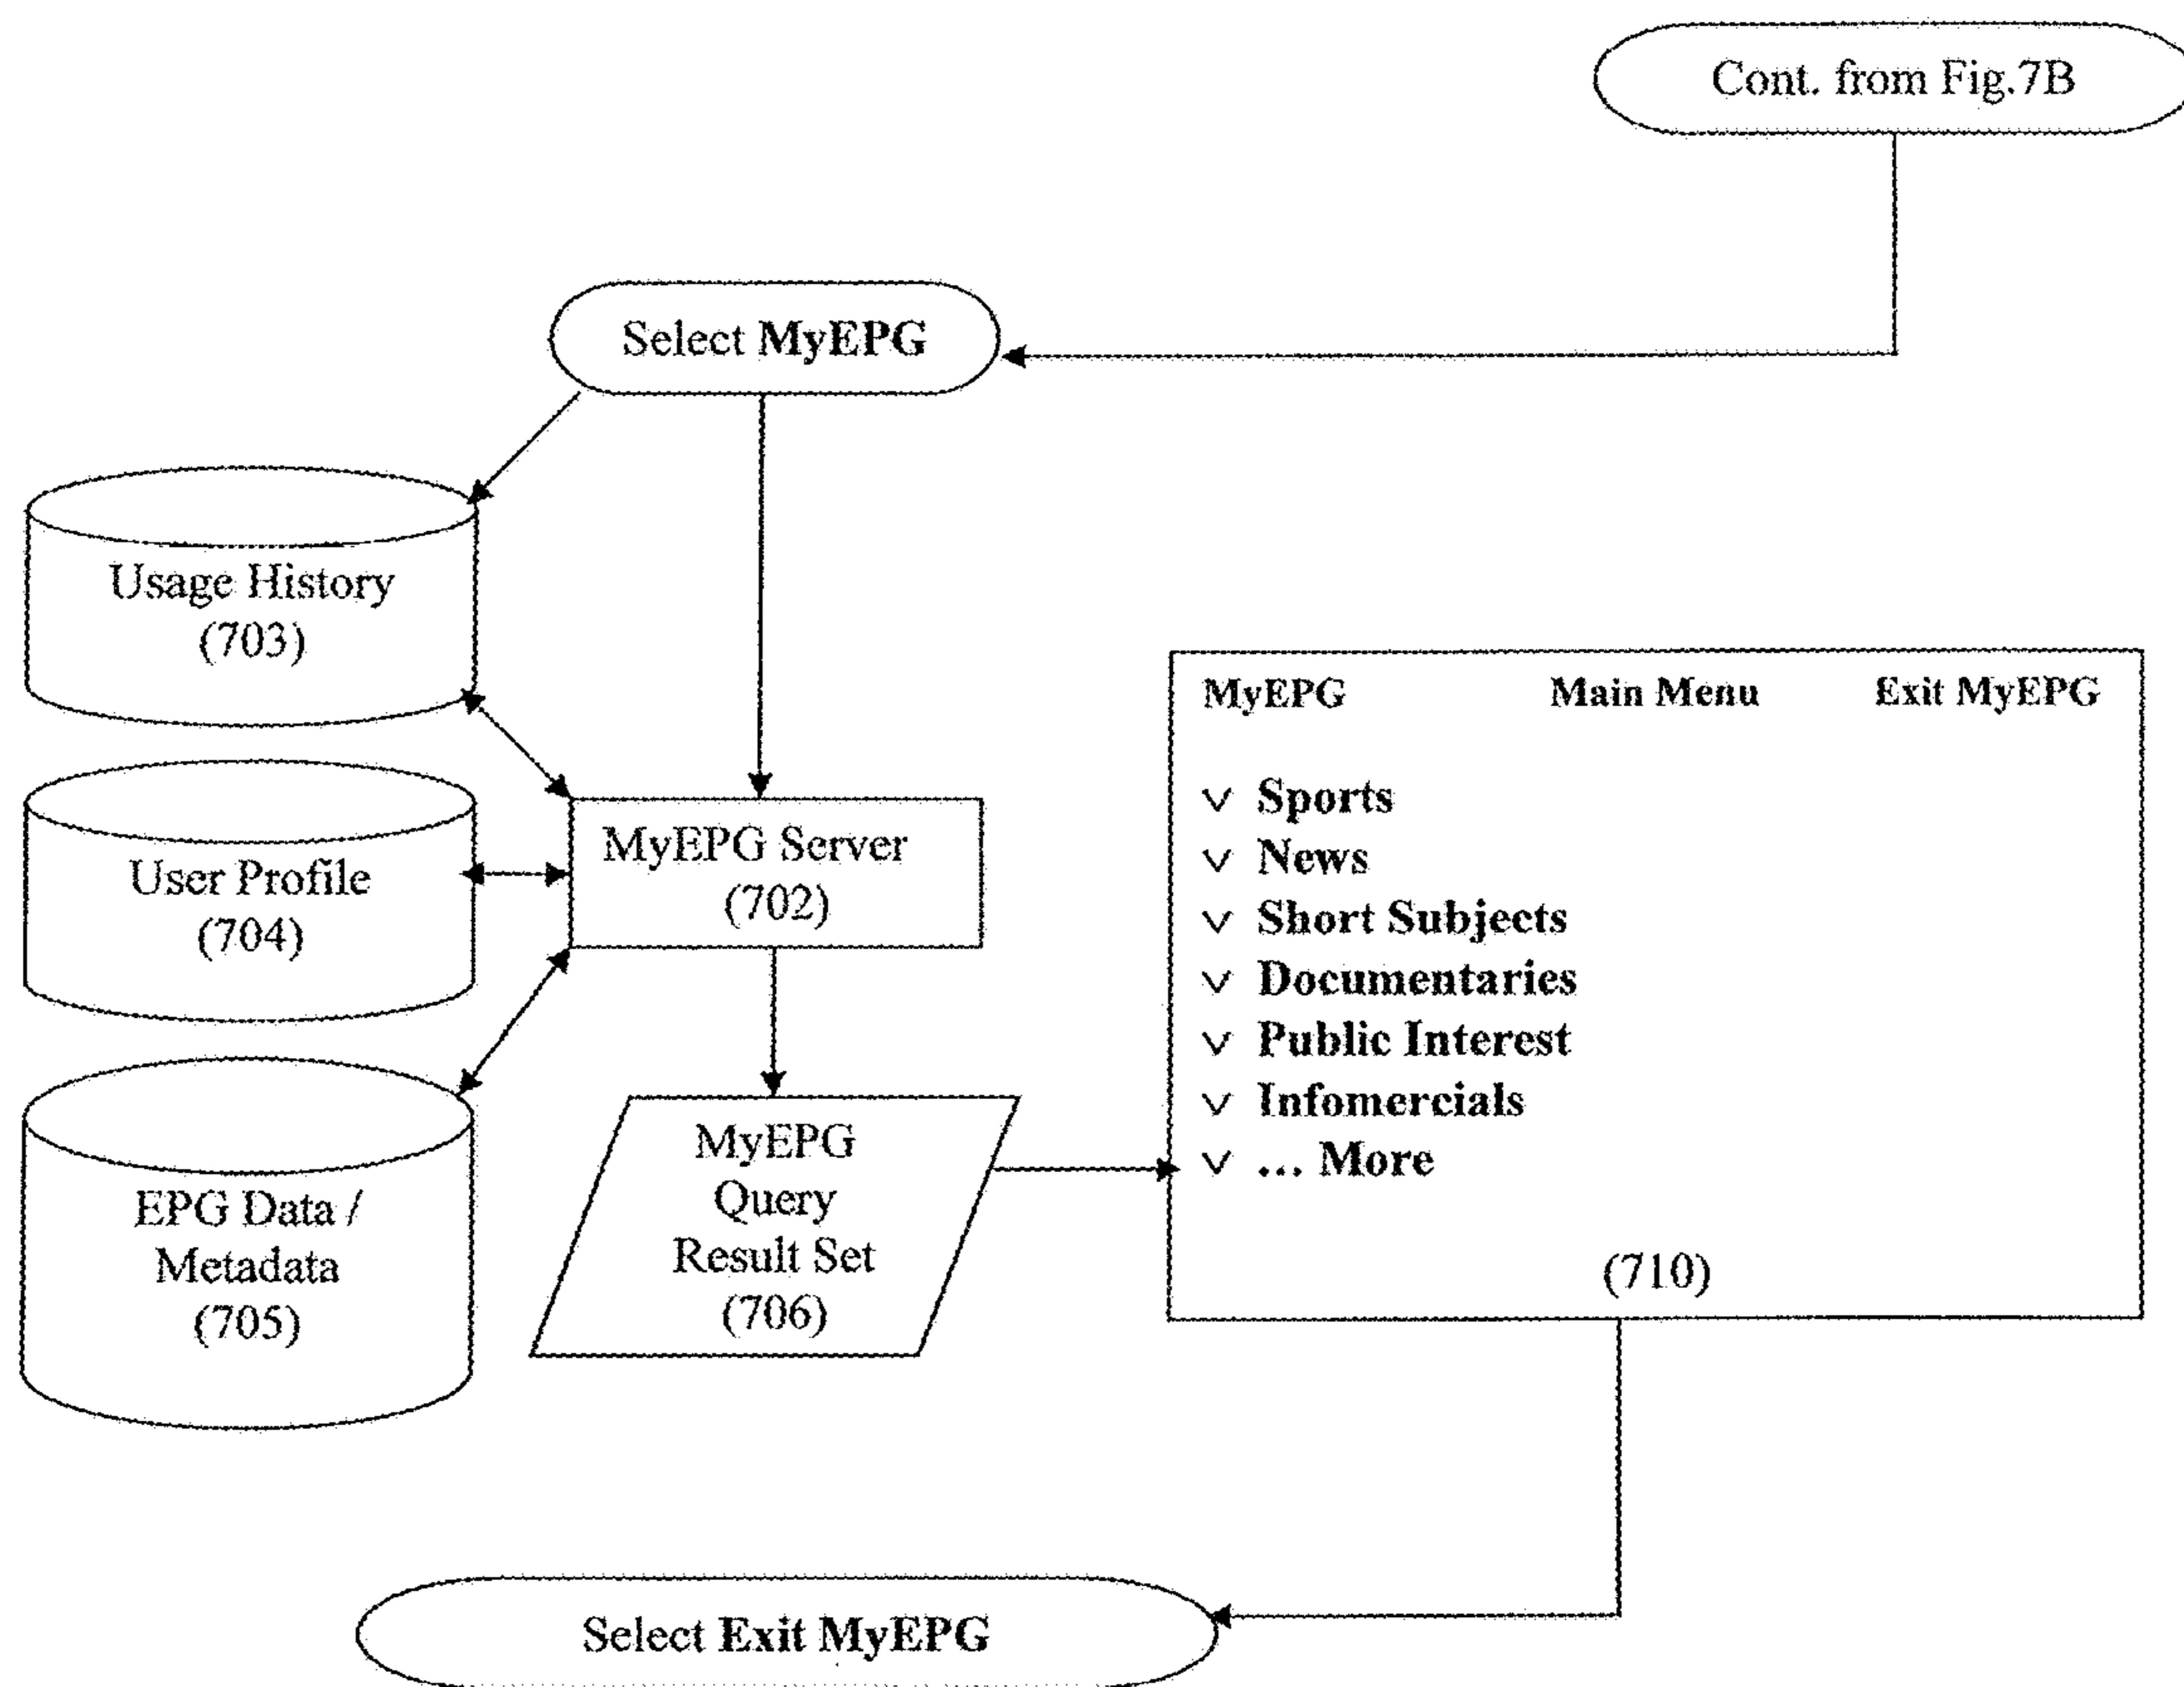 Cont. from Fig.7B
Select MyEPG
Usage History
(703)
User Profile
(704)
EPG Data /
Metadata
(705)
MyEPG Server
(702)
MyEPG
Query
Result Set
(706)
MyEPG Main Menu Exit MyEPG
Sports
News
Short Subjects
Documentaries
Public Interest
Infomercials
... More
(710)
Select Exit MyEPG